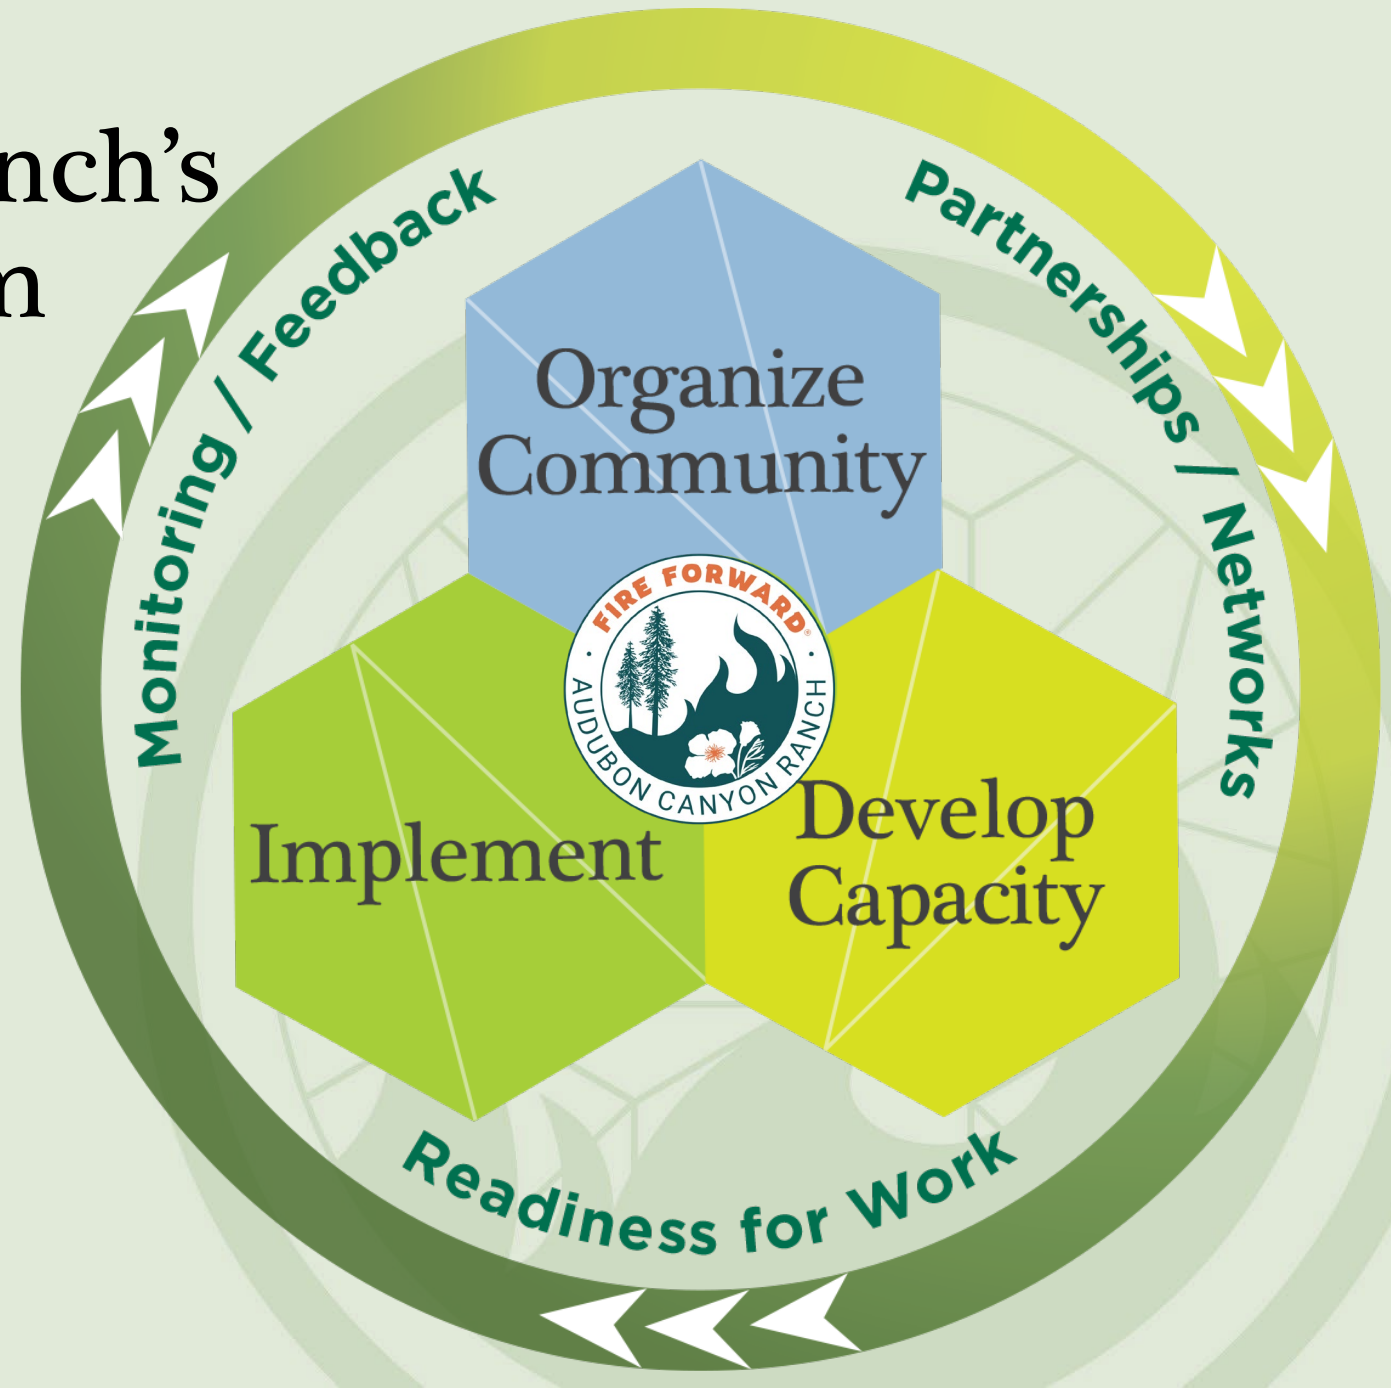 nch’s
m
Monitoring / Feedback
Partnerships / Networks
Organize
Community
FIRE FORWARD®
AUDUBON CANYON RANCH
Implement
Develop
Capacity
Readiness for Work